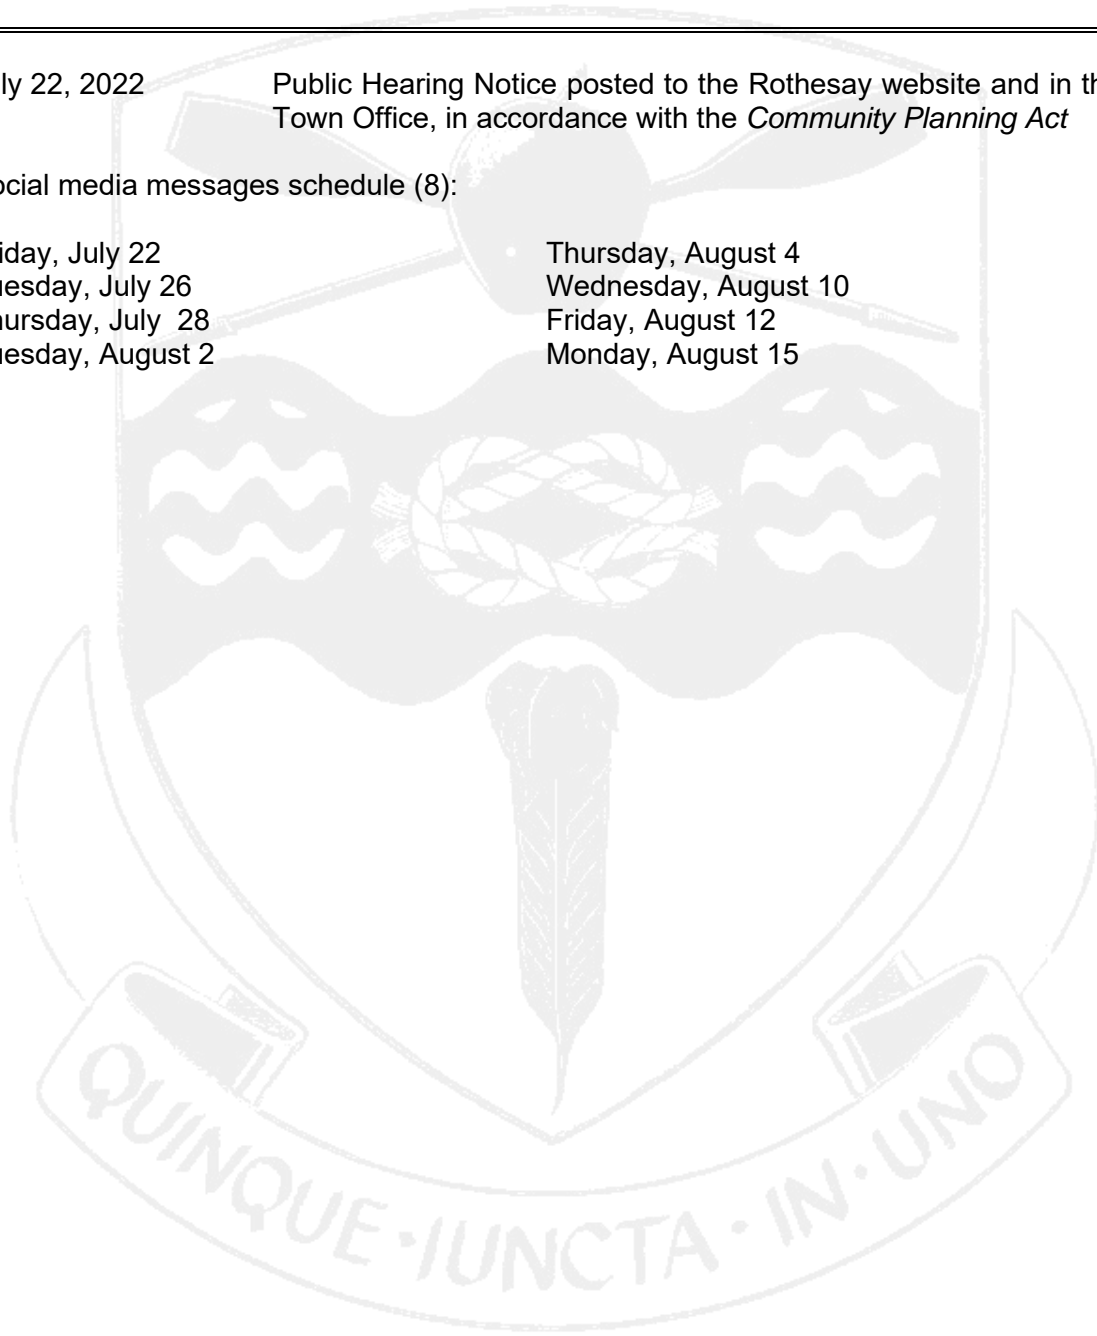 ly 22, 2022 Public Hearing Notice posted to the Rothesay website and in th
Town Office, in accordance with the Community Planning Act
ocial media messages schedule (8):
iday, July 22 Thursday, August 4
uesday, July 26 Wednesday, August 10
hursday, July 28 Friday, August 12
uesday, August 2 Monday, August 15
QUINQUE · IUNCTA · IN · UNO